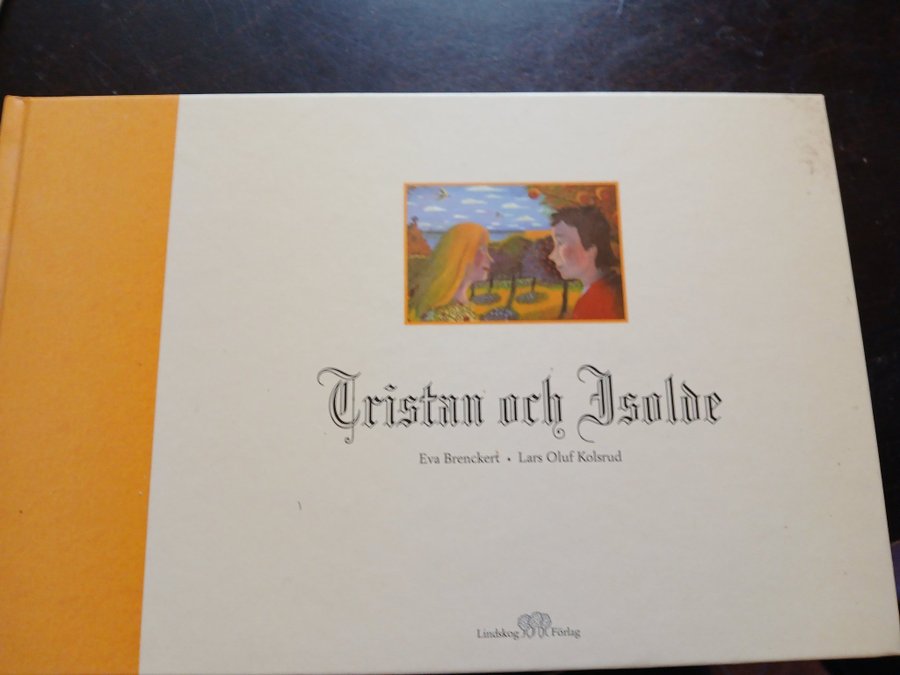 Tristan och Isolde
Eva Brenckert • Lars Oluf Kolsrud
Lindskog Förlag